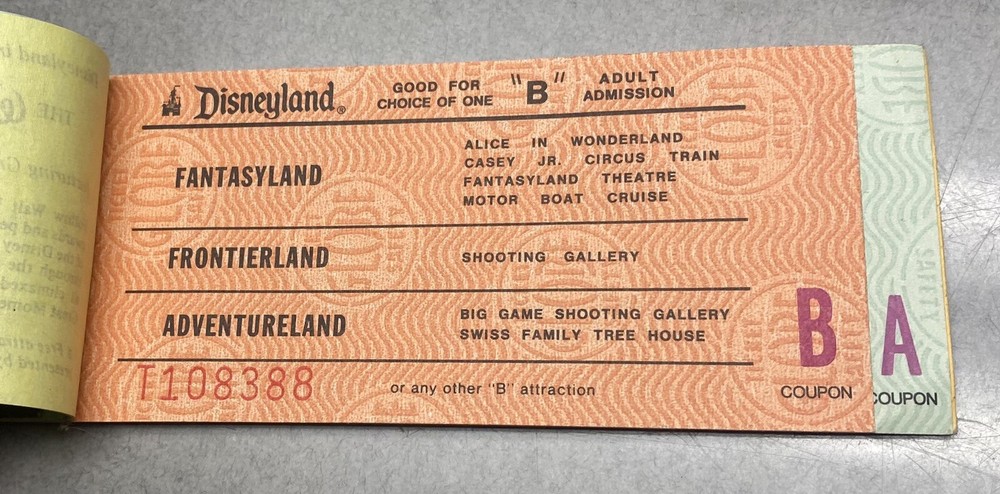 Disneyland®
GOOD FOR
CHOICE OF ONE
"B"
ADULT
ADMISSION
FANTASYLAND
ALICE IN WONDERLAND
CASEY JR. CIRCUS TRAIN
FANTASYLAND THEATRE
MOTOR BOAT CRUISE
FRONTIERLAND
SHOOTING GALLERY
ADVENTURELAND
BIG GAME SHOOTING GALLERY
SWISS FAMILY TREE HOUSE
T108388
or any other "B" attraction
B
COUPON
A
COUPON
GLOBE